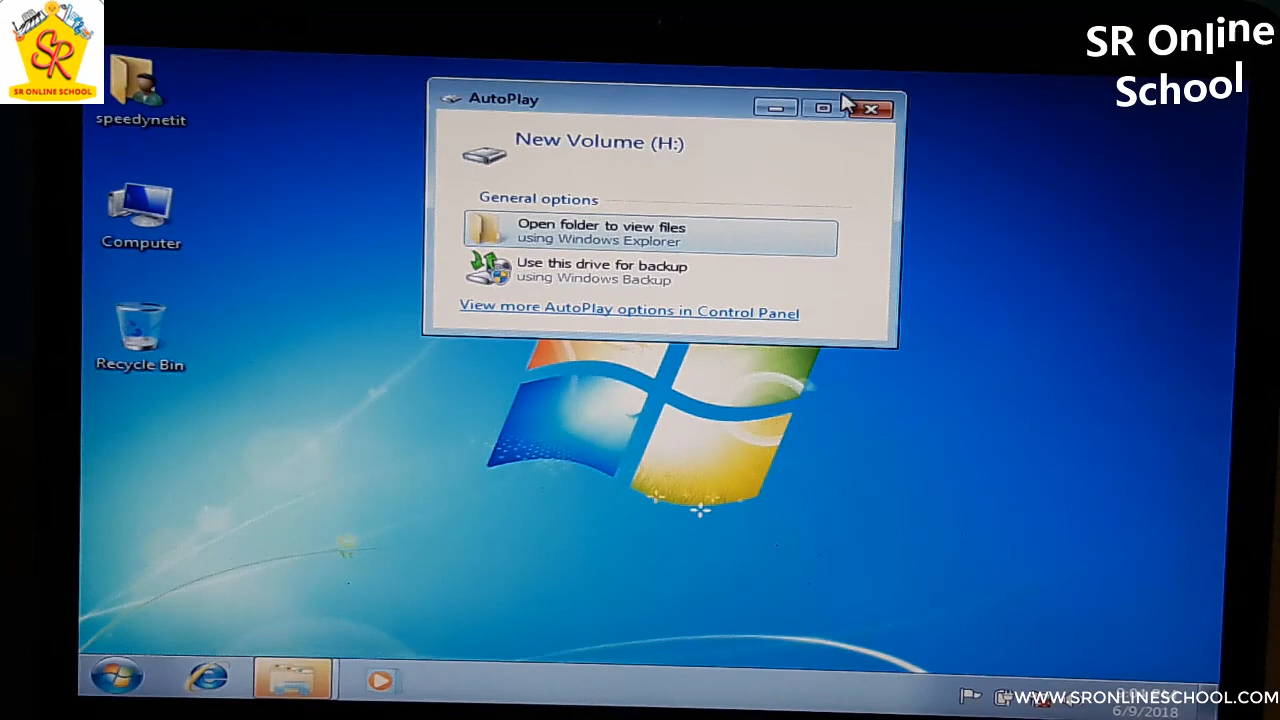 SR
SR ONLINE SCHOOL
SR Online
School
speedynetit
Computer
Recycle Bin
AutoPlay
New Volume (H:)
General options
Open folder to view files
using Windows Explorer
Use this drive for backup
using Windows Backup
View more AutoPlay options in Control Panel
WWW.SRONLINESCHOOL.COM
6/9/2018